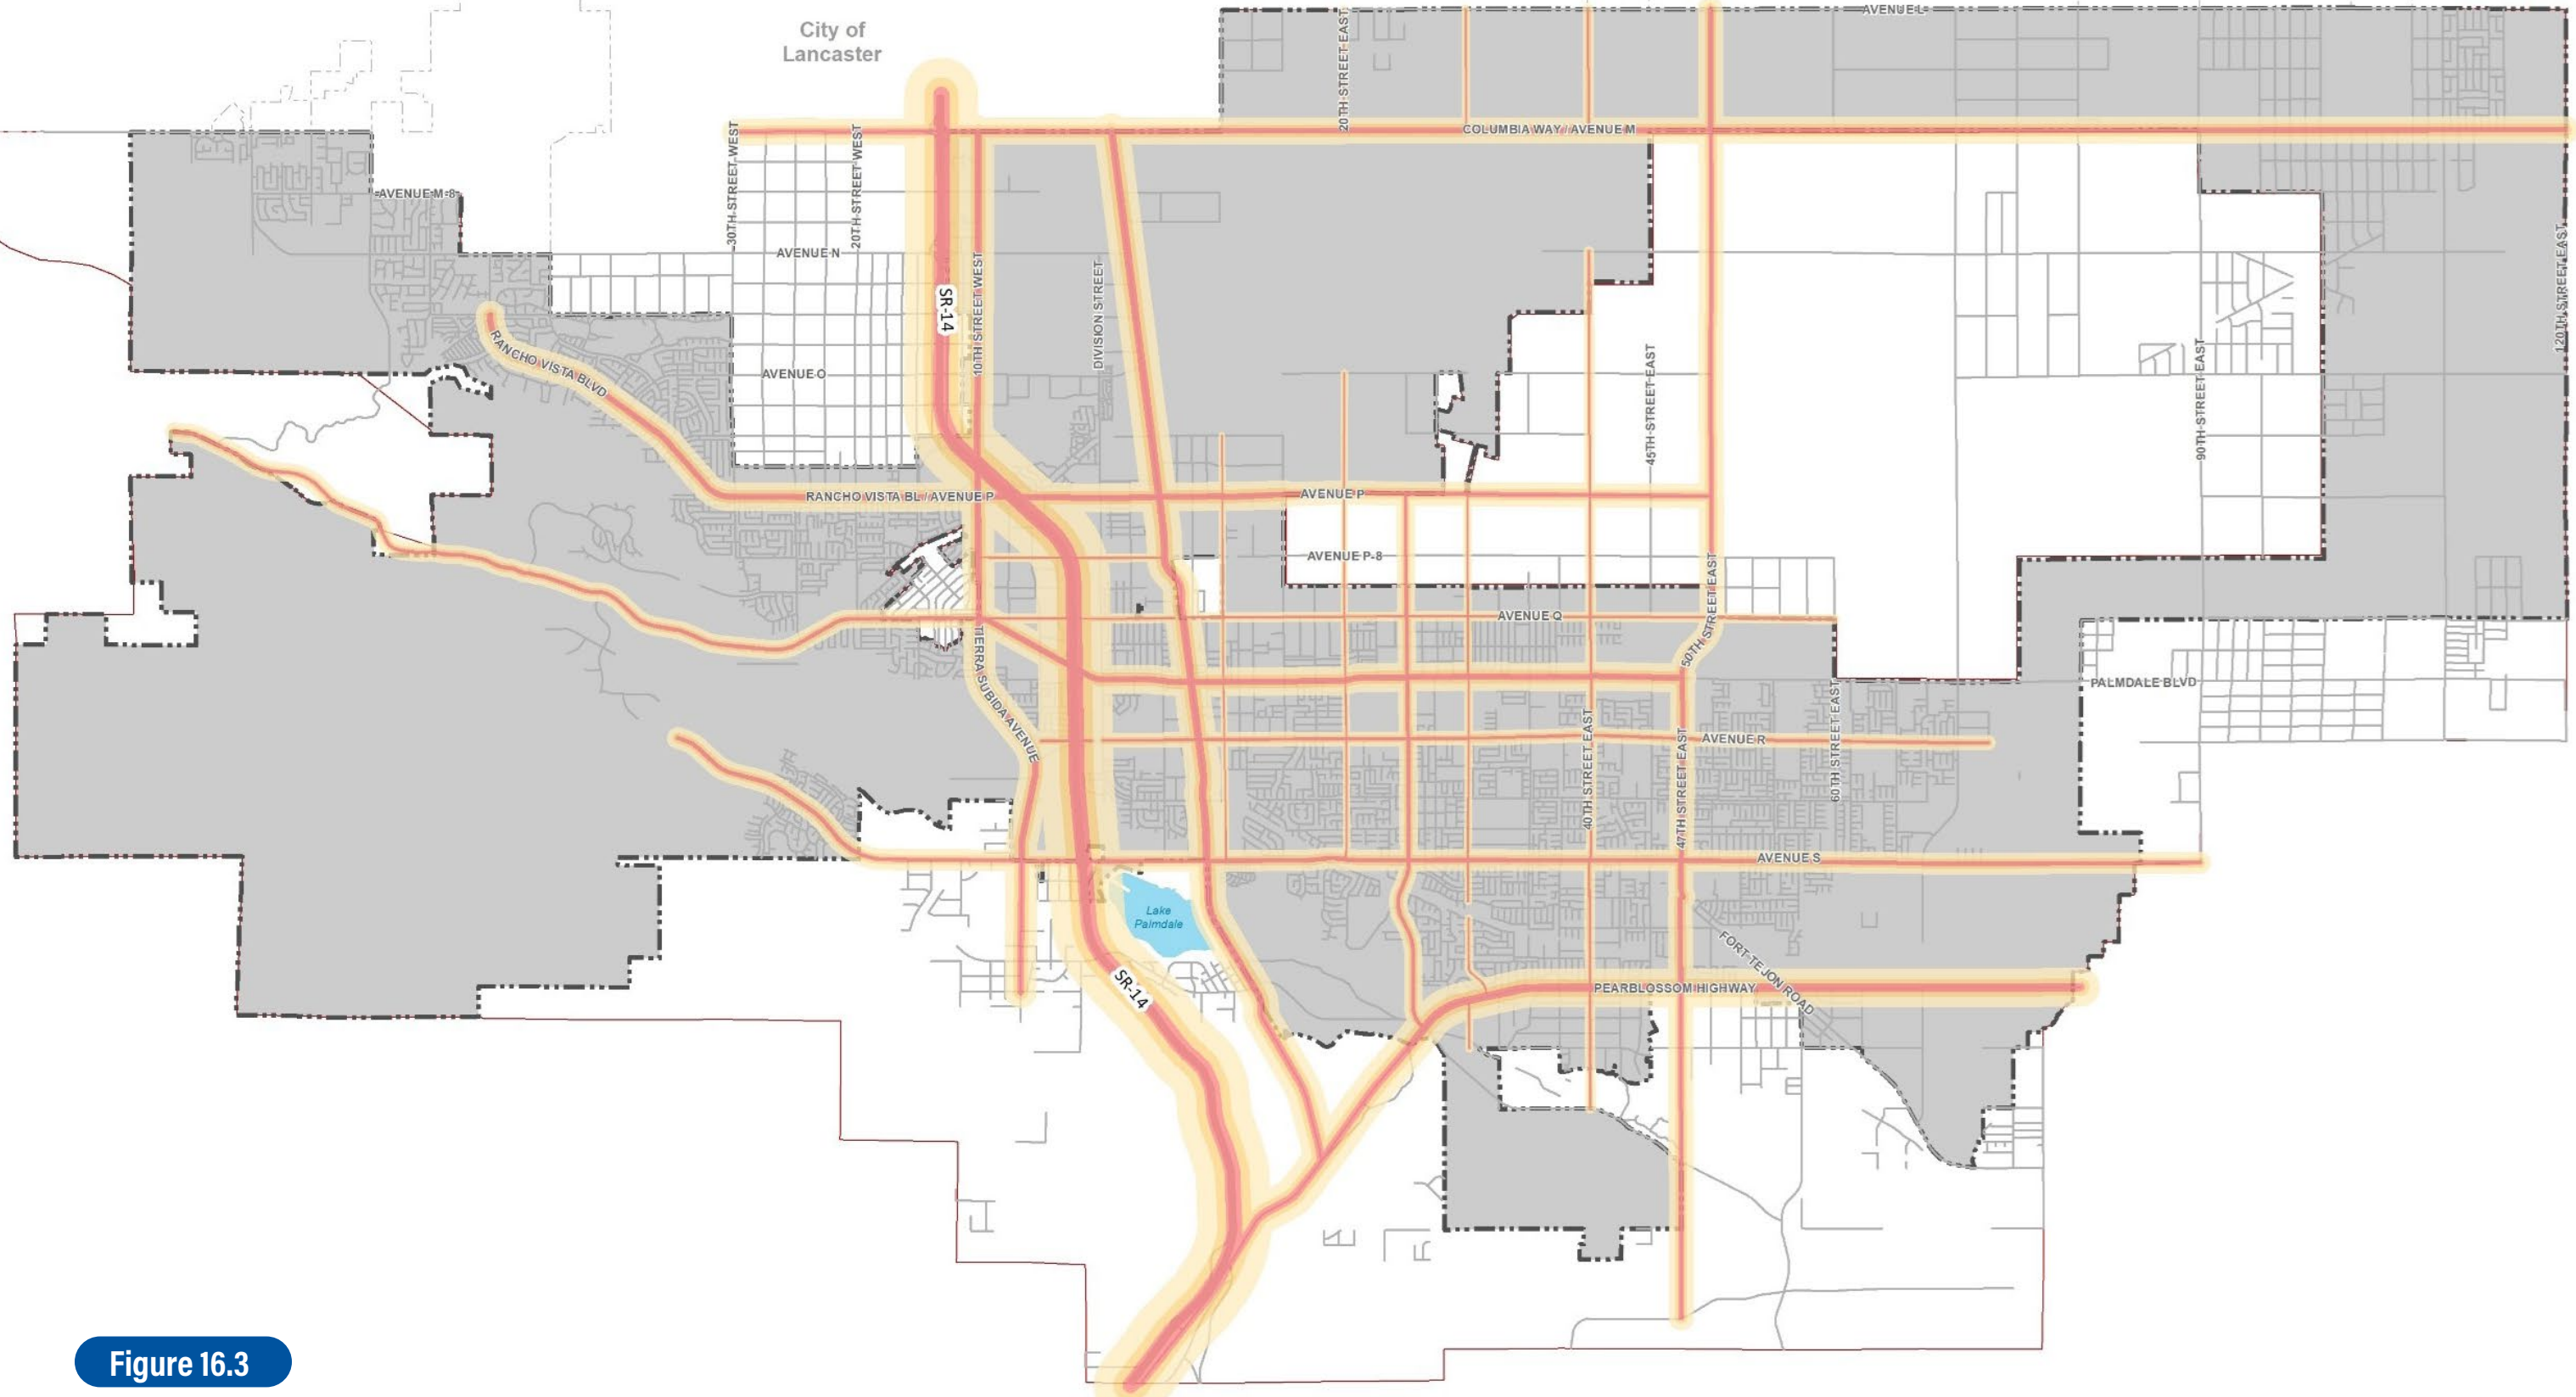 City of
Lancaster
AVENUE L
20TH STREET EAST
COLUMBIA WAY / AVENUE M
30TH STREET WEST
20TH STREET WEST
AVENUE M-8
AVENUE N
SR-14
10TH STREET WEST
DIVISION STREET
120TH STREET EAST
RANCHO VISTA BLVD
AVENUE O
45TH STREET EAST
90TH STREET EAST
RANCHO VISTA BL / AVENUE P
AVENUE P
AVENUE P-8
AVENUE Q
50TH STREET EAST
TIERRA SUBIDA AVENUE
PALMDALE BLVD
40TH STREET EAST
47TH STREET EAST
AVENUE R
60TH STREET EAST
AVENUE S
Lake
Palmdale
FORT TEJON ROAD
SR-14
PEARBLOSSOM HIGHWAY
Figure 16.3